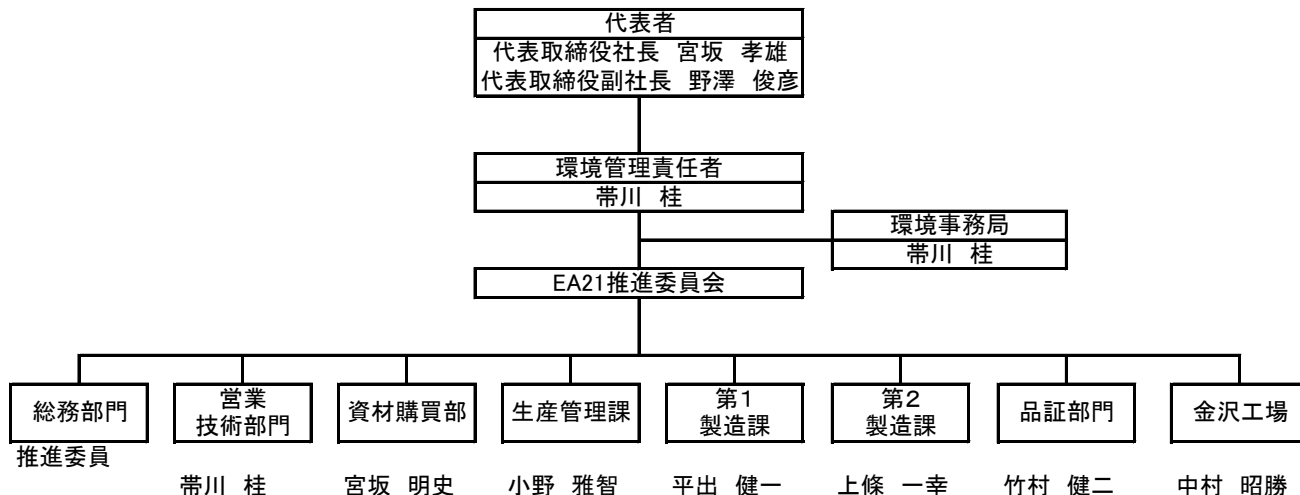 代表者
代表取締役社長　宮坂　孝雄
代表取締役副社長　野澤　俊彦
環境管理責任者
帯川　桂
環境事務局
帯川　桂
EA21推進委員会
総務部門
営業
技術部門
資材購買部
生産管理課
第1
製造課
第2
製造課
品証部門
金沢工場
推進委員
帯川　桂
宮坂　明史
小野　雅智
平出　健一
上條　一幸
竹村　健二
中村　昭勝